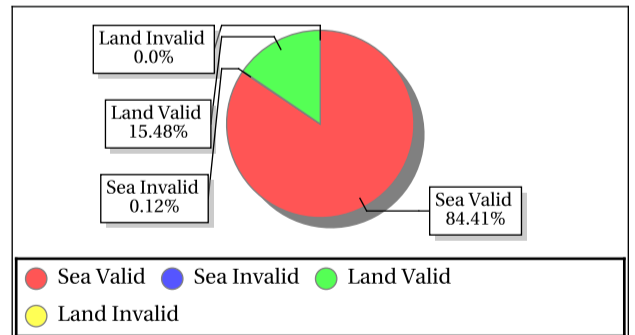 Land Invalid
0.0%
Land Valid
15.48%
Sea Invalid
0.12%
Sea Valid
84.41%
Sea Valid Sea Invalid Land Valid
Land Invalid